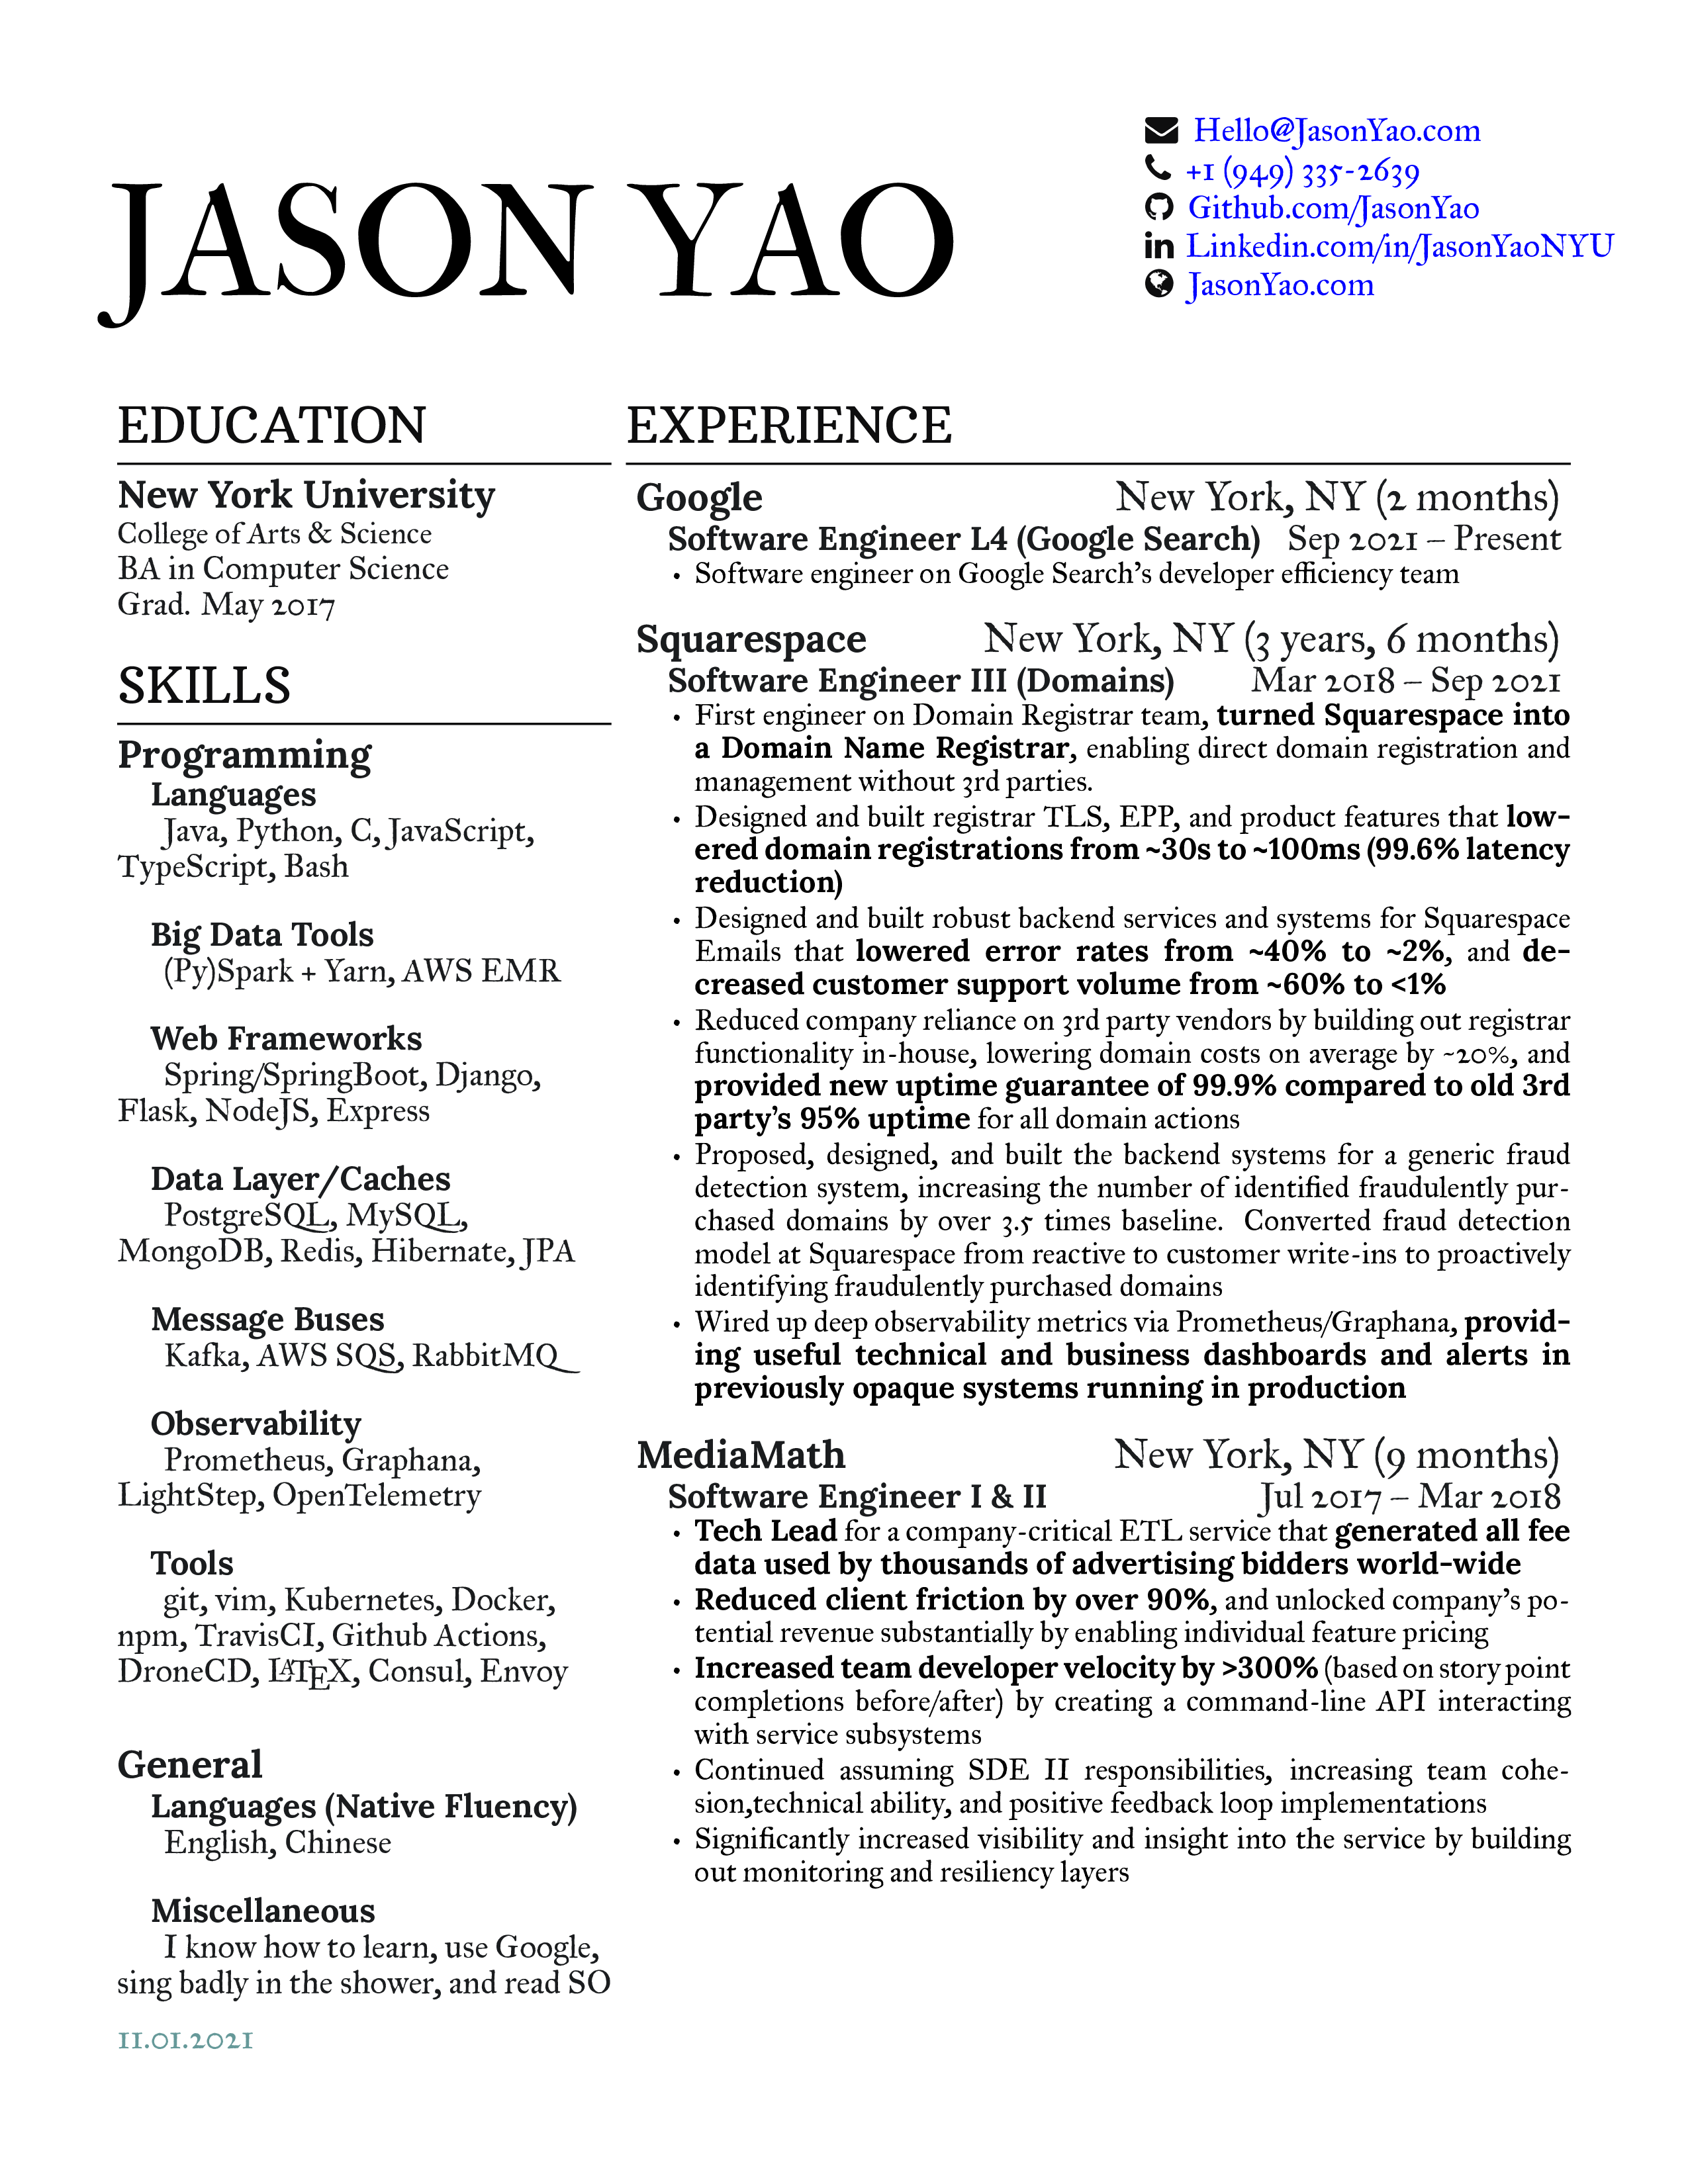 JASON YAO
Hello@JasonYao.com
+1 (949) 335-2639
Github.com/JasonYao
Linkedin.com/in/JasonYaoNYU
JasonYao.com
EDUCATION
New York University
College of Arts & Science
BA in Computer Science
Grad. May 2017
SKILLS
Programming
Languages
Java, Python, C, JavaScript,
TypeScript, Bash
Big Data Tools
(Py)Spark + Yarn, AWS EMR
Web Frameworks
Spring/SpringBoot, Django,
Flask, NodeJS, Express
Data Layer/Caches
PostgreSQL, MySQL,
MongoDB, Redis, Hibernate, JPA
Message Buses
Kafka, AWS SQS, RabbitMQ
Observability
Prometheus, Graphana,
LightStep, OpenTelemetry
Tools
git, vim, Kubernetes, Docker,
npm, TravisCI, Github Actions,
DroneCD, LATEX, Consul, Envoy
General
Languages (Native Fluency)
English, Chinese
Miscellaneous
I know how to learn, use Google,
sing badly in the shower, and read SO
11.01.2021
EXPERIENCE
Google New York, NY (2 months)
Software Engineer L4 (Google Search) Sep 2021 – Present
• Software engineer on Google Search's developer efficiency team
Squarespace New York, NY (3 years, 6 months)
Software Engineer III (Domains) Mar 2018 – Sep 2021
• First engineer on Domain Registrar team, turned Squarespace into
a Domain Name Registrar, enabling direct domain registration and
management without 3rd parties.
• Designed and built registrar TLS, EPP, and product features that low-
ered domain registrations from ~30s to ~100ms (99.6% latency
reduction)
• Designed and built robust backend services and systems for Squarespace
Emails that lowered error rates from ~40% to ~2%, and de-
creased customer support volume from ~60% to <1%
• Reduced company reliance on 3rd party vendors by building out registrar
functionality in-house, lowering domain costs on average by ~20%, and
provided new uptime guarantee of 99.9% compared to old 3rd
party's 95% uptime for all domain actions
• Proposed, designed, and built the backend systems for a generic fraud
detection system, increasing the number of identified fraudulently pur-
chased domains by over 3.5 times baseline. Converted fraud detection
model at Squarespace from reactive to customer write-ins to proactively
identifying fraudulently purchased domains
• Wired up deep observability metrics via Prometheus/Graphana, provid-
ing useful technical and business dashboards and alerts in
previously opaque systems running in production
MediaMath New York, NY (9 months)
Software Engineer I & II Jul 2017 – Mar 2018
• Tech Lead for a company-critical ETL service that generated all fee
data used by thousands of advertising bidders world-wide
• Reduced client friction by over 90%, and unlocked company's po-
tential revenue substantially by enabling individual feature pricing
• Increased team developer velocity by >300% (based on story point
completions before/after) by creating a command-line API interacting
with service subsystems
• Continued assuming SDE II responsibilities, increasing team cohe-
sion,technical ability, and positive feedback loop implementations
• Significantly increased visibility and insight into the service by building
out monitoring and resiliency layers